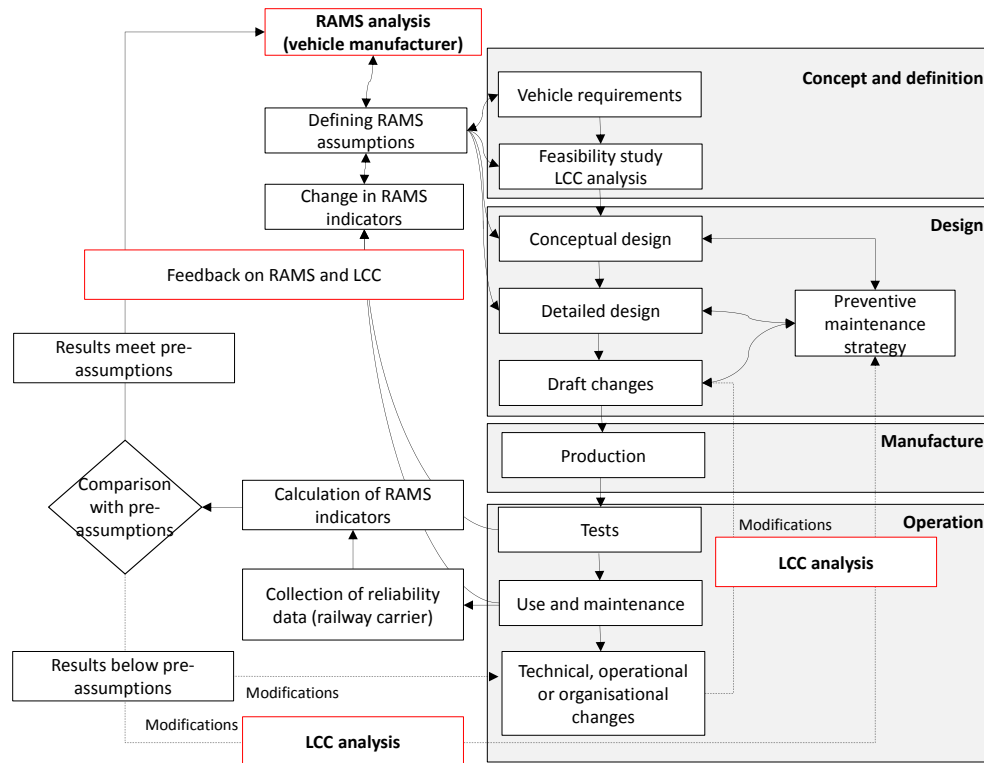 RAMS analysis
(vehicle manufacturer)
Concept and definition
Vehicle requirements
Defining RAMS
assumptions
Feasibility study
LCC analysis
Change in RAMS
indicators
Design
Conceptual design
Feedback on RAMS and LCC
Detailed design
Preventive
maintenance
strategy
Results meet pre-
assumptions
Draft changes
Manufacture
Production
Comparison
with pre-
assumptions
Calculation of RAMS
indicators
Tests
Modifications
Operation
LCC analysis
Collection of reliability
data (railway carrier)
Use and maintenance
Results below pre-
assumptions
Modifications
Technical, operational
or organisational
changes
Modifications
LCC analysis